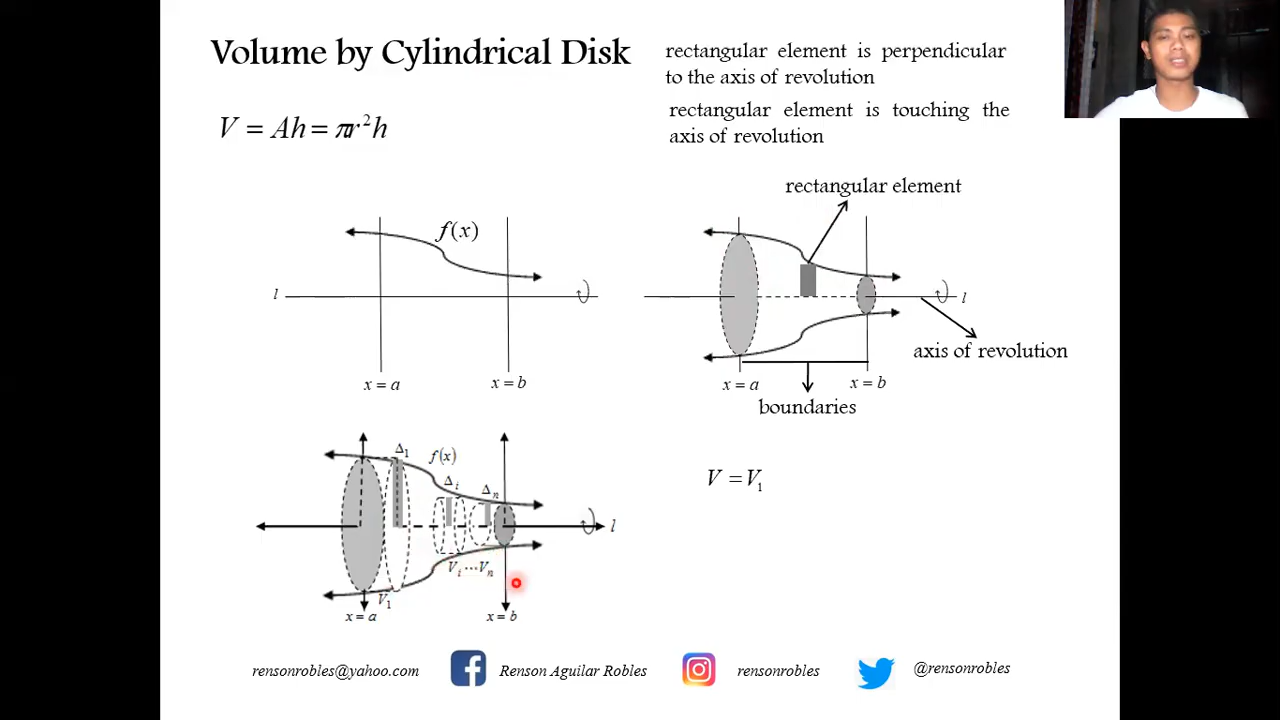 Volume by Cylindrical Disk
rectangular element is perpendicular
to the axis of revolution
rectangular element is touching the
axis of revolution
V = Ah = πr²h
rectangular element
f(x)
l
x = a
x = b
l
axis of revolution
x = a
x = b
boundaries
Δ₁
f(x)
Δᵢ
Δₙ
l
V₁
Vᵢ ⋯Vₙ
x = a
x = b
V = V₁
rensonrobles@yahoo.com
Renson Aguilar Robles
rensonrobles
@rensonrobles